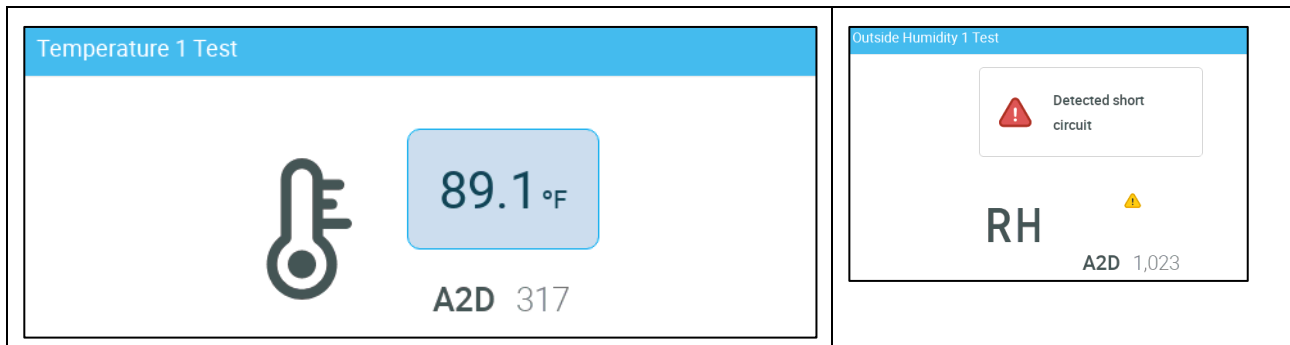 Temperature 1 Test
89.1 °F
A2D 317
Outside Humidity 1 Test
Detected short
circuit
RH
A2D 1,023